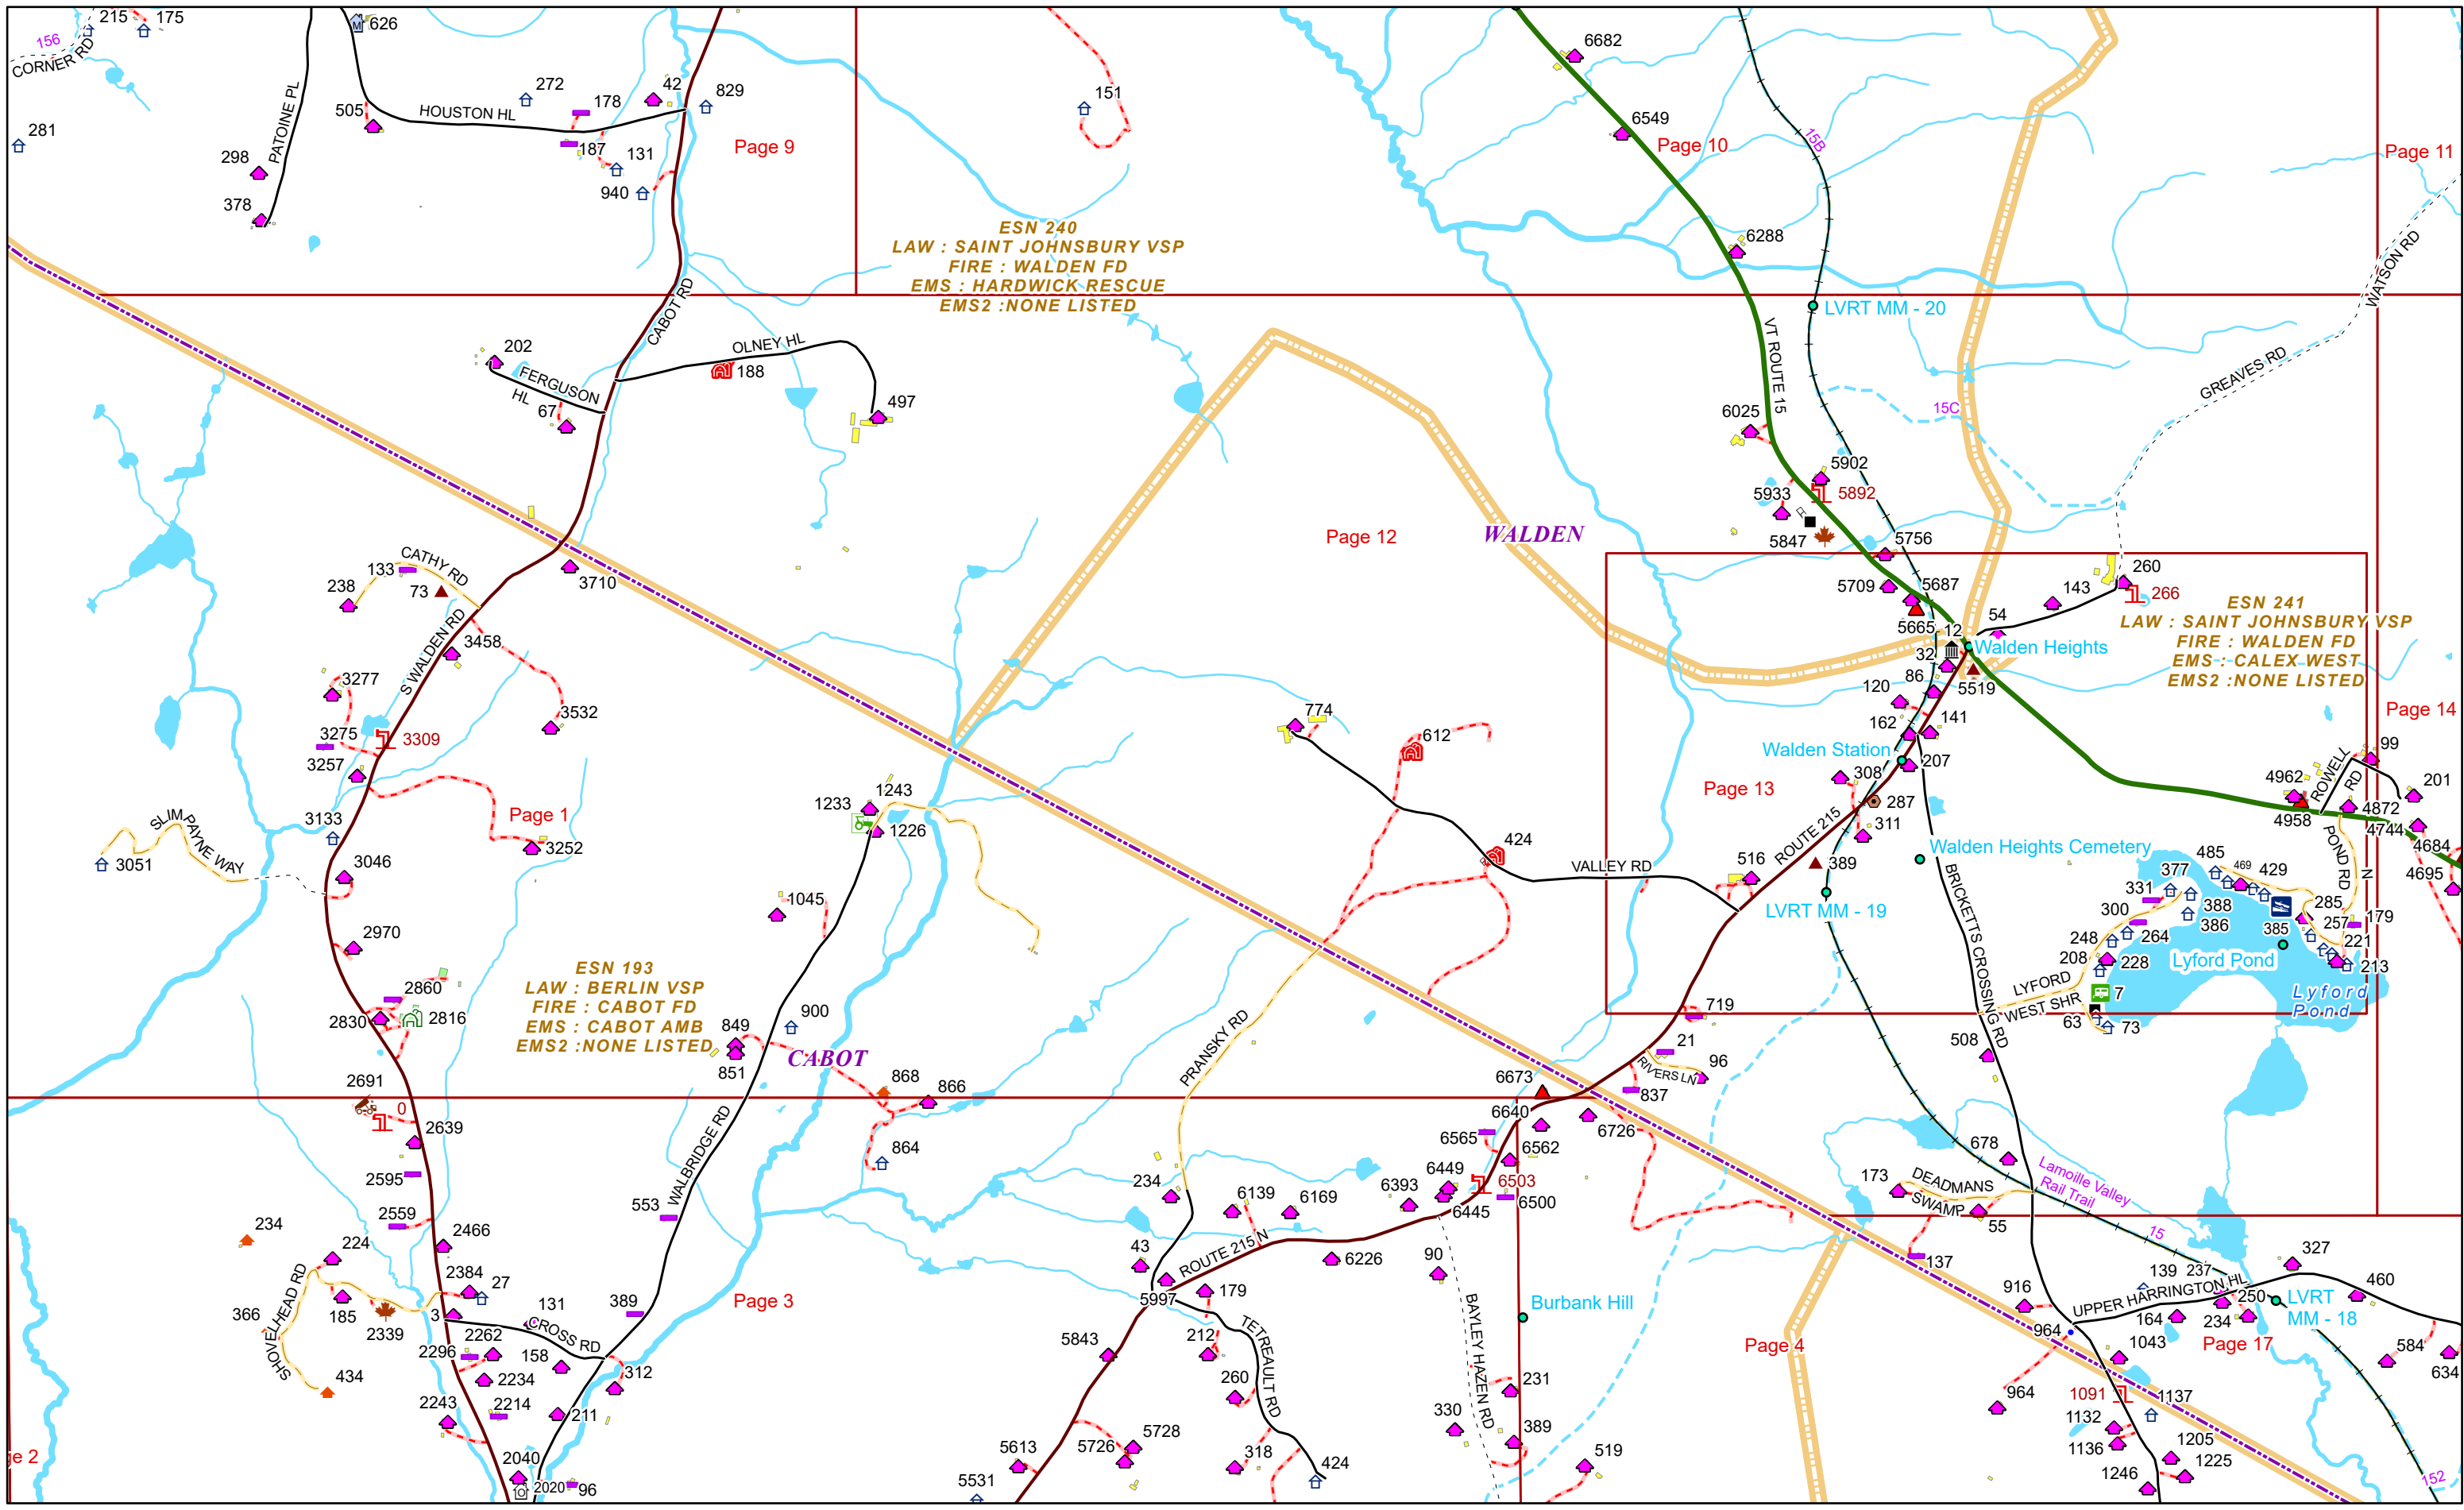 215
175
156
CORNER RD
626
PATOINE PL
272
178
42
829
505
HOUSTON HL
281
187
131
298
940
378
Page 9
151
6682
6549
Page 10
15B
Page 11
6288
ESN 240
LAW : SAINT JOHNSBURY VSP
FIRE : WALDEN FD
EMS : HARDWICK RESCUE
EMS2 :NONE LISTED
WATSON RD
LVRT MM - 20
CABOT RD
202
FERGUSON
HL
67
OLNEY HL
188
497
VT ROUTE 15
GREAVES RD
15C
6025
5902
5892
5933
5847
Page 12
WALDEN
5756
CATHY RD
133
238
73
3710
5709
5687
5665
12
54
143
260
266
Walden Heights
32
5519
86
120
141
162
ESN 241
LAW : SAINT JOHNSBURY VSP
FIRE : WALDEN FD
EMS : CALEX WEST
EMS2 :NONE LISTED
S WALDEN RD
3458
3277
3532
3275
3309
3257
774
612
Walden Station
207
308
Page 13
287
311
Page 14
99
ROWELL
RD
201
4962
4958
4872
4744
4684
4695
Page 1
SLIM PAYNE WAY
3133
3051
3046
3252
1233
1243
1226
1045
424
VALLEY RD
516
ROUTE 215
389
Walden Heights Cemetery
LVRT MM - 19
BRICKETTS CROSSING RD
POND RD
N
485
469
429
377
331
388
386
300
264
248
208
228
285
257
179
385
221
213
Lyford Pond
Lyford
Pond
LYFORD
WEST SHR
7
63
73
2970
2860
2830
2816
ESN 193
LAW : BERLIN VSP
FIRE : CABOT FD
EMS : CABOT AMB
EMS2 :NONE LISTED
900
849
851
CABOT
868
866
864
PRANSKY RD
719
21
96
RIVERS LN
837
508
2691
0
2639
2595
2559
2466
WALBRIDGE RD
553
6673
6640
6726
6565
6562
6449
6503
6393
6445
6500
234
6139
6169
6226
678
173
DEADMANS
SWAMP
55
137
Lamoille Valley
Rail Trail
15
234
224
SHOVELHEAD RD
366
185
2339
434
2384
27
3
131
CROSS RD
389
Page 3
2262
2296
158
312
2234
2214
2243
211
2040
2020
96
43
ROUTE 215 N
5997
179
212
TETREAULT RD
260
5843
5728
5726
5613
5531
318
424
90
BAYLEY HAZEN RD
Burbank Hill
231
330
389
519
Page 4
916
139
237
UPPER HARRINGTON HL
327
460
250
LVRT
MM - 18
164
234
Page 17
964
1043
584
634
964
1091
1137
1132
1136
1205
1225
1246
152
ge 2